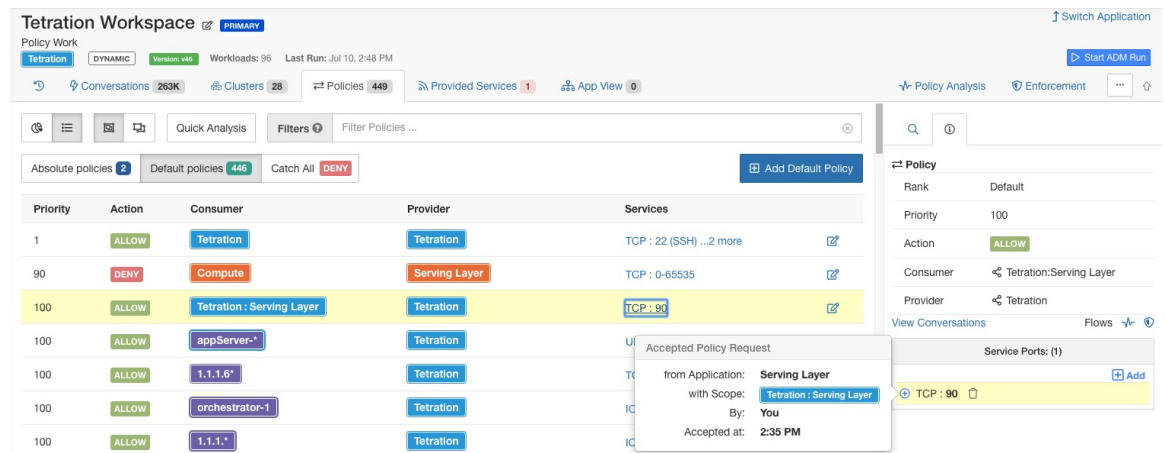 Tetration Workspace PRIMARY
Switch Application
Policy Work
Tetration DYNAMIC Version: v46 Workloads: 96 Last Run: Jul 10, 2:48 PM
Start ADM Run
Conversations 263K Clusters 28 Policies 449 Provided Services 1 App View 0 Policy Analysis Enforcement ...
Quick Analysis Filters Filter Policies ...
Absolute policies 2 Default policies 446 Catch All DENY Add Default Policy
Priority Action Consumer Provider Services
1 ALLOW Tetration Tetration TCP : 22 (SSH) ...2 more
90 DENY Compute Serving Layer TCP : 0-65535
100 ALLOW Tetration : Serving Layer Tetration TCP : 90
100 ALLOW appServer-* Tetration
100 ALLOW 1.1.1.6* Tetration
100 ALLOW orchestrator-1 Tetration
100 ALLOW 1.1.1.* Tetration
Accepted Policy Request
from Application: Serving Layer
with Scope: Tetration : Serving Layer
By: You
Accepted at: 2:35 PM
Policy
Rank Default
Priority 100
Action ALLOW
Consumer Tetration:Serving Layer
Provider Tetration
View Conversations Flows
Service Ports: (1)
Add
TCP : 90